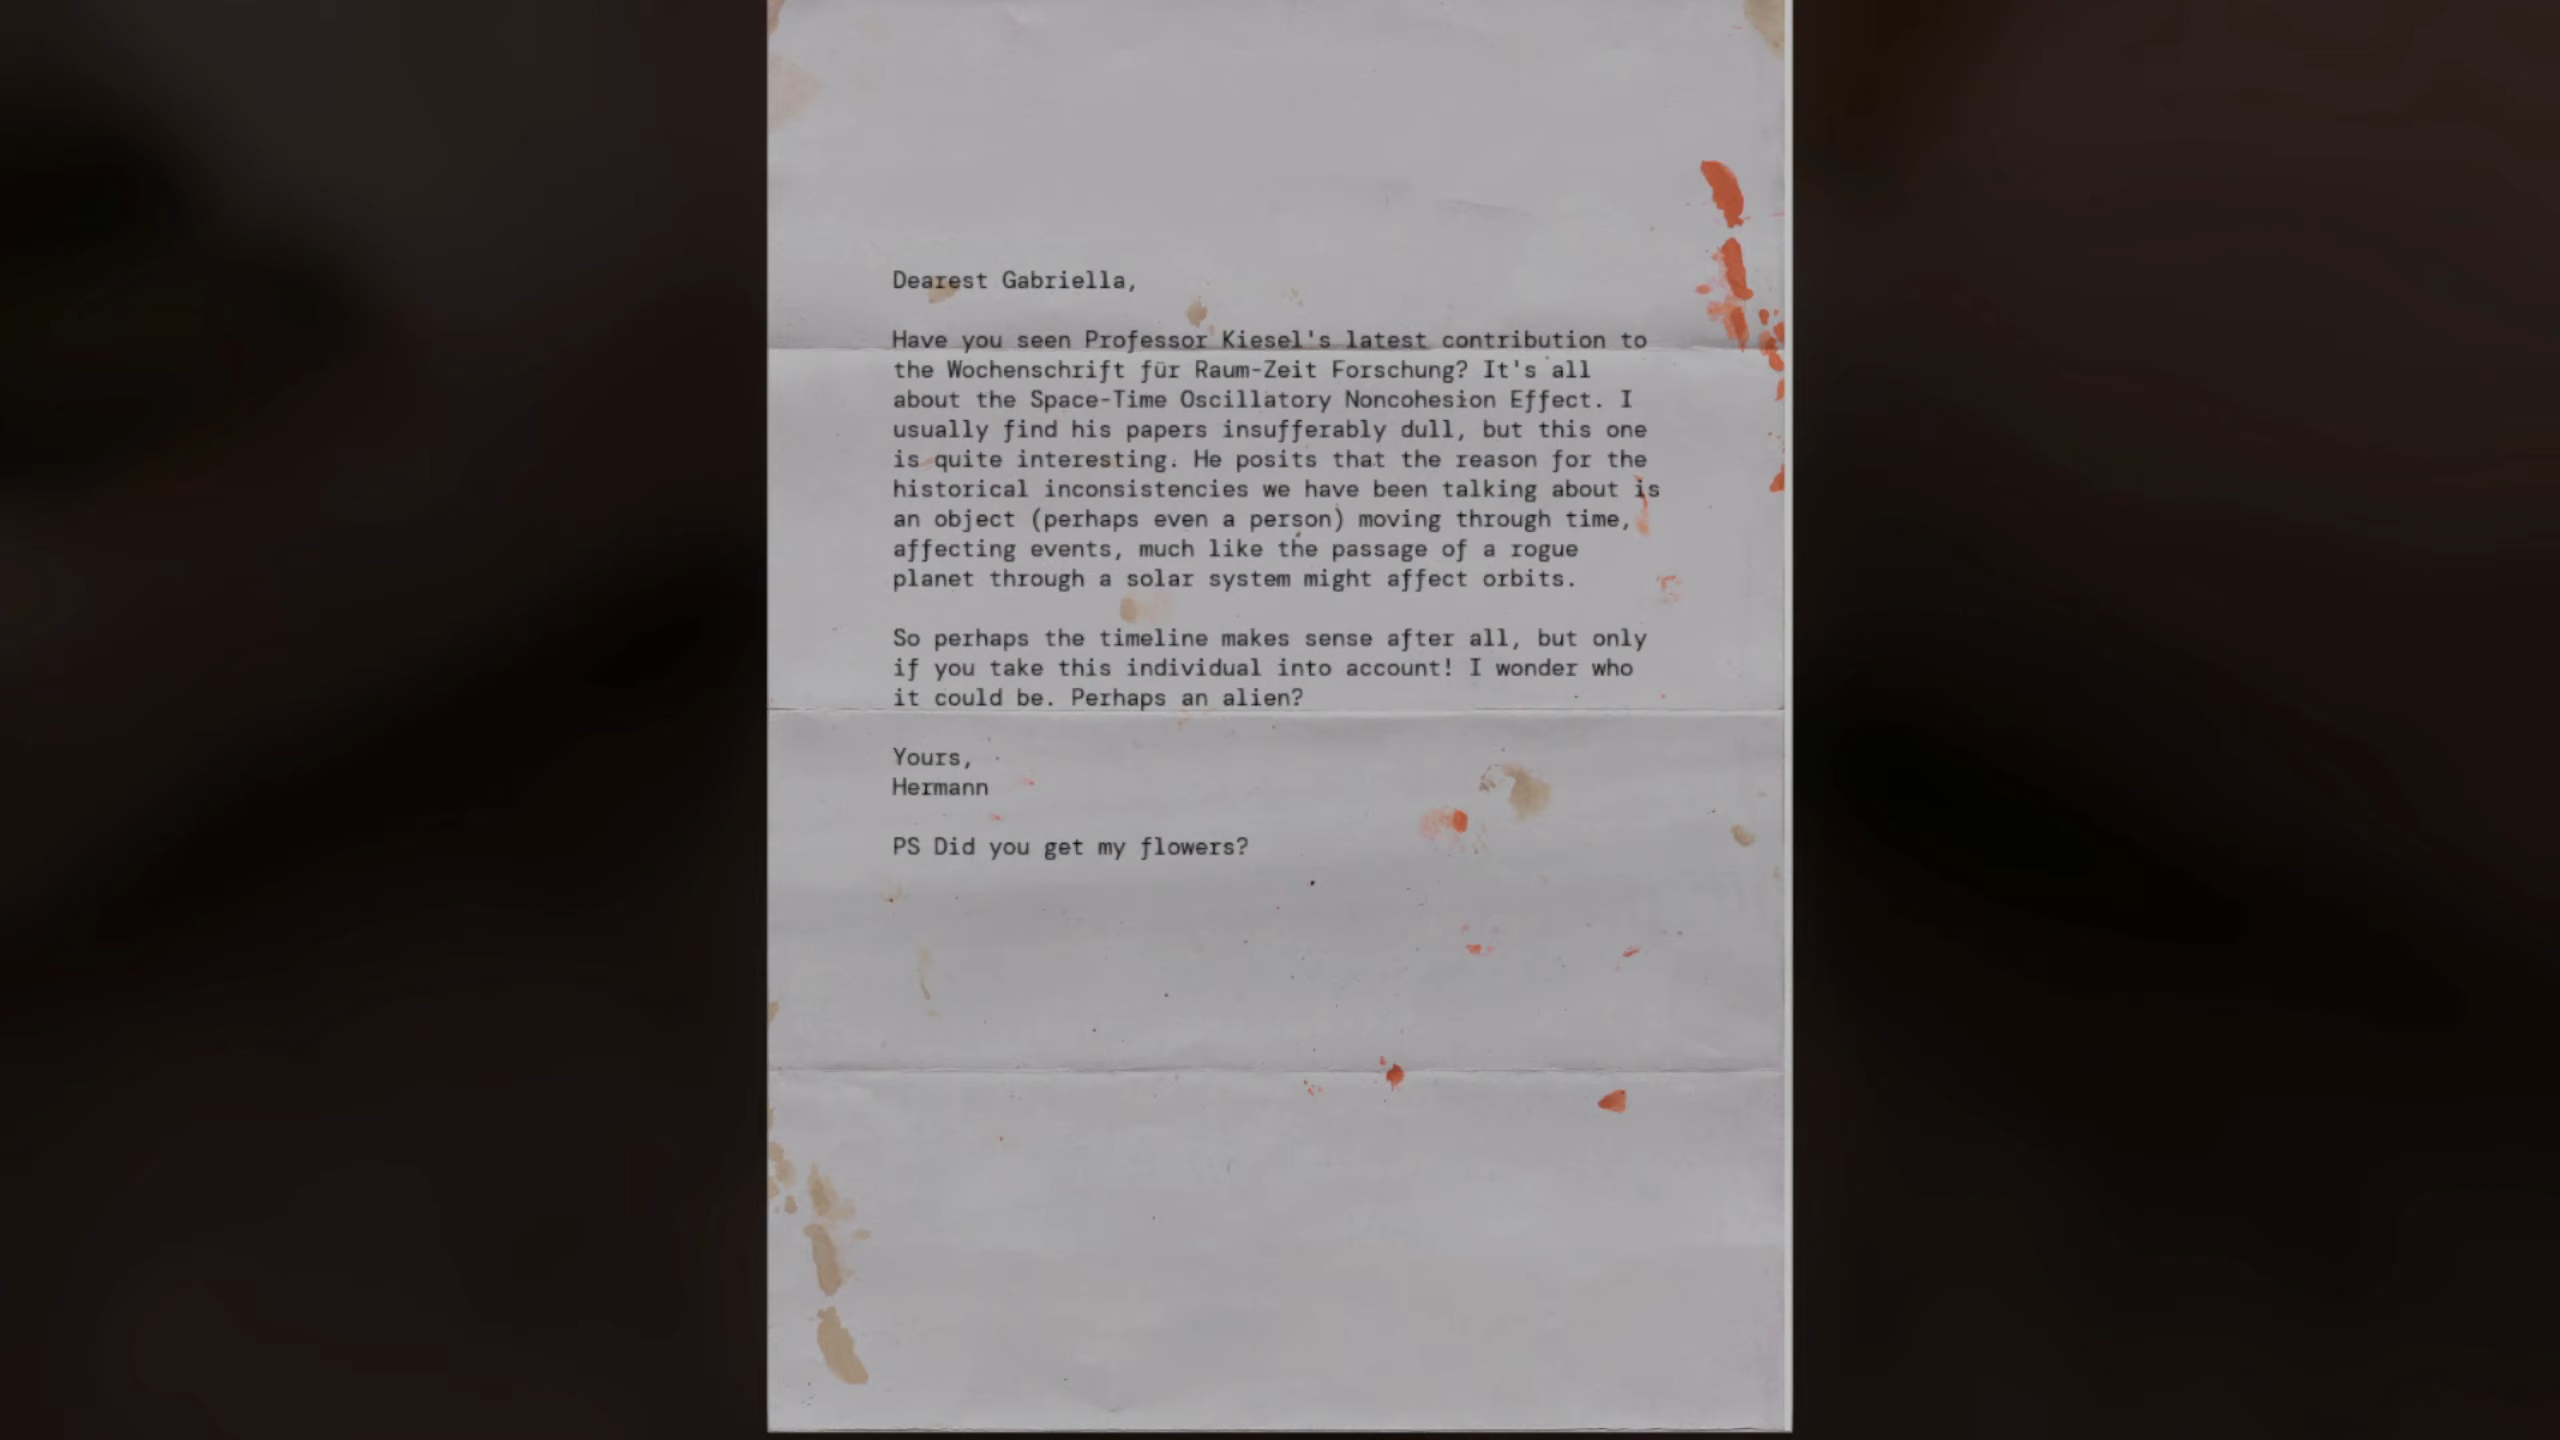 Dearest Gabriella,
Have you seen Professor Kiesel's latest contribution to
the Wochenschrift für Raum-Zeit Forschung? It's all
about the Space-Time Oscillatory Noncohesion Effect. I
usually find his papers insufferably dull, but this one
is quite interesting. He posits that the reason for the
historical inconsistencies we have been talking about is
an object (perhaps even a person) moving through time,
affecting events, much like the passage of a rogue
planet through a solar system might affect orbits.
So perhaps the timeline makes sense after all, but only
if you take this individual into account! I wonder who
it could be. Perhaps an alien?
Yours,
Hermann
PS Did you get my flowers?